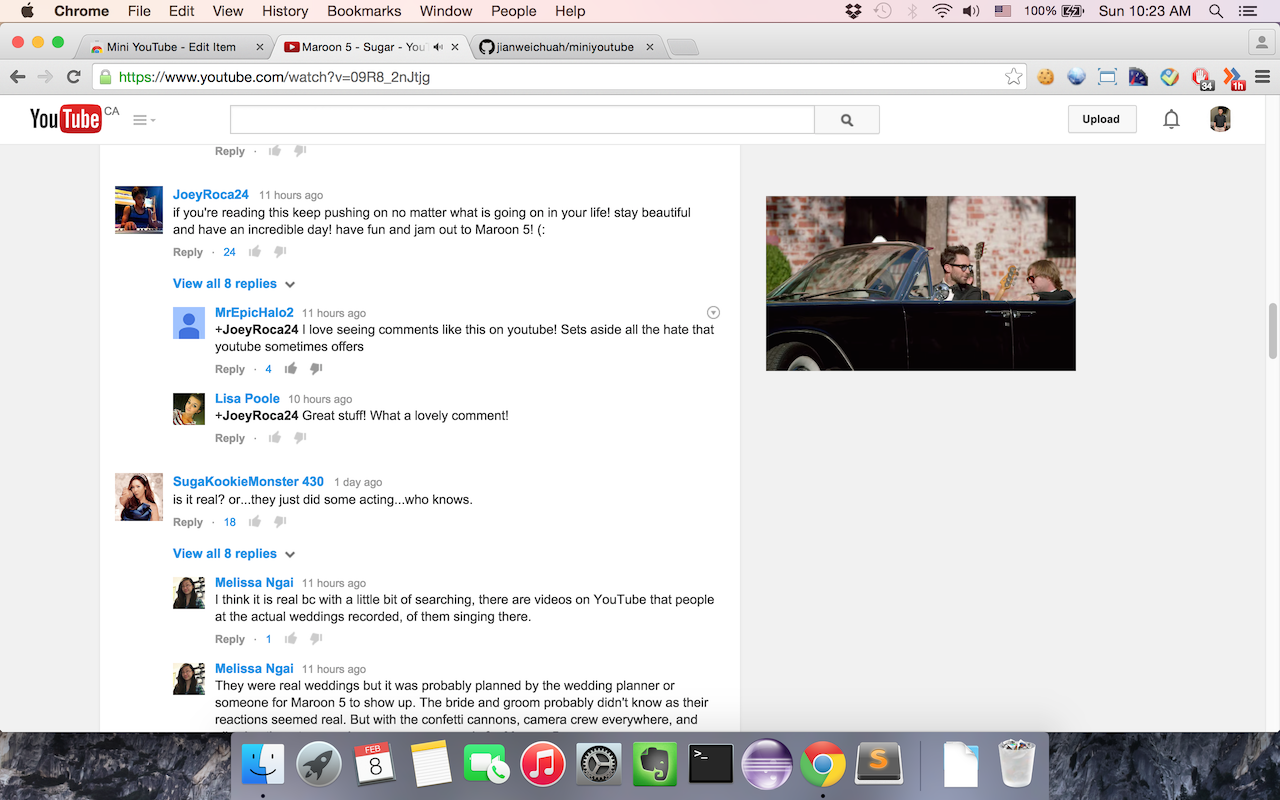 Chrome File Edit View History Bookmarks Window People Help 100% Sun 10:23 AM
Mini YouTube - Edit Item Maroon 5 - Sugar - You jianweichuah/miniyoutube
https://www.youtube.com/watch?v=09R8_2nJtjg 34 1h
YouTube CA Upload
Reply ·
JoeyRoca24 11 hours ago
if you're reading this keep pushing on no matter what is going on in your life! stay beautiful
and have an incredible day! have fun and jam out to Maroon 5! (:
Reply · 24
View all 8 replies
MrEpicHalo2 11 hours ago
+JoeyRoca24 I love seeing comments like this on youtube! Sets aside all the hate that
youtube sometimes offers
Reply · 4
Lisa Poole 10 hours ago
+JoeyRoca24 Great stuff! What a lovely comment!
Reply ·
SugaKookieMonster 430 1 day ago
is it real? or...they just did some acting...who knows.
Reply · 18
View all 8 replies
Melissa Ngai 11 hours ago
I think it is real bc with a little bit of searching, there are videos on YouTube that people
at the actual weddings recorded, of them singing there.
Reply · 1
Melissa Ngai 11 hours ago
They were real weddings but it was probably planned by the wedding planner or
someone for Maroon 5 to show up. The bride and groom probably didn't know as their
reactions seemed real. But with the confetti cannons, camera crew everywhere, and
FEB
8
>_
S